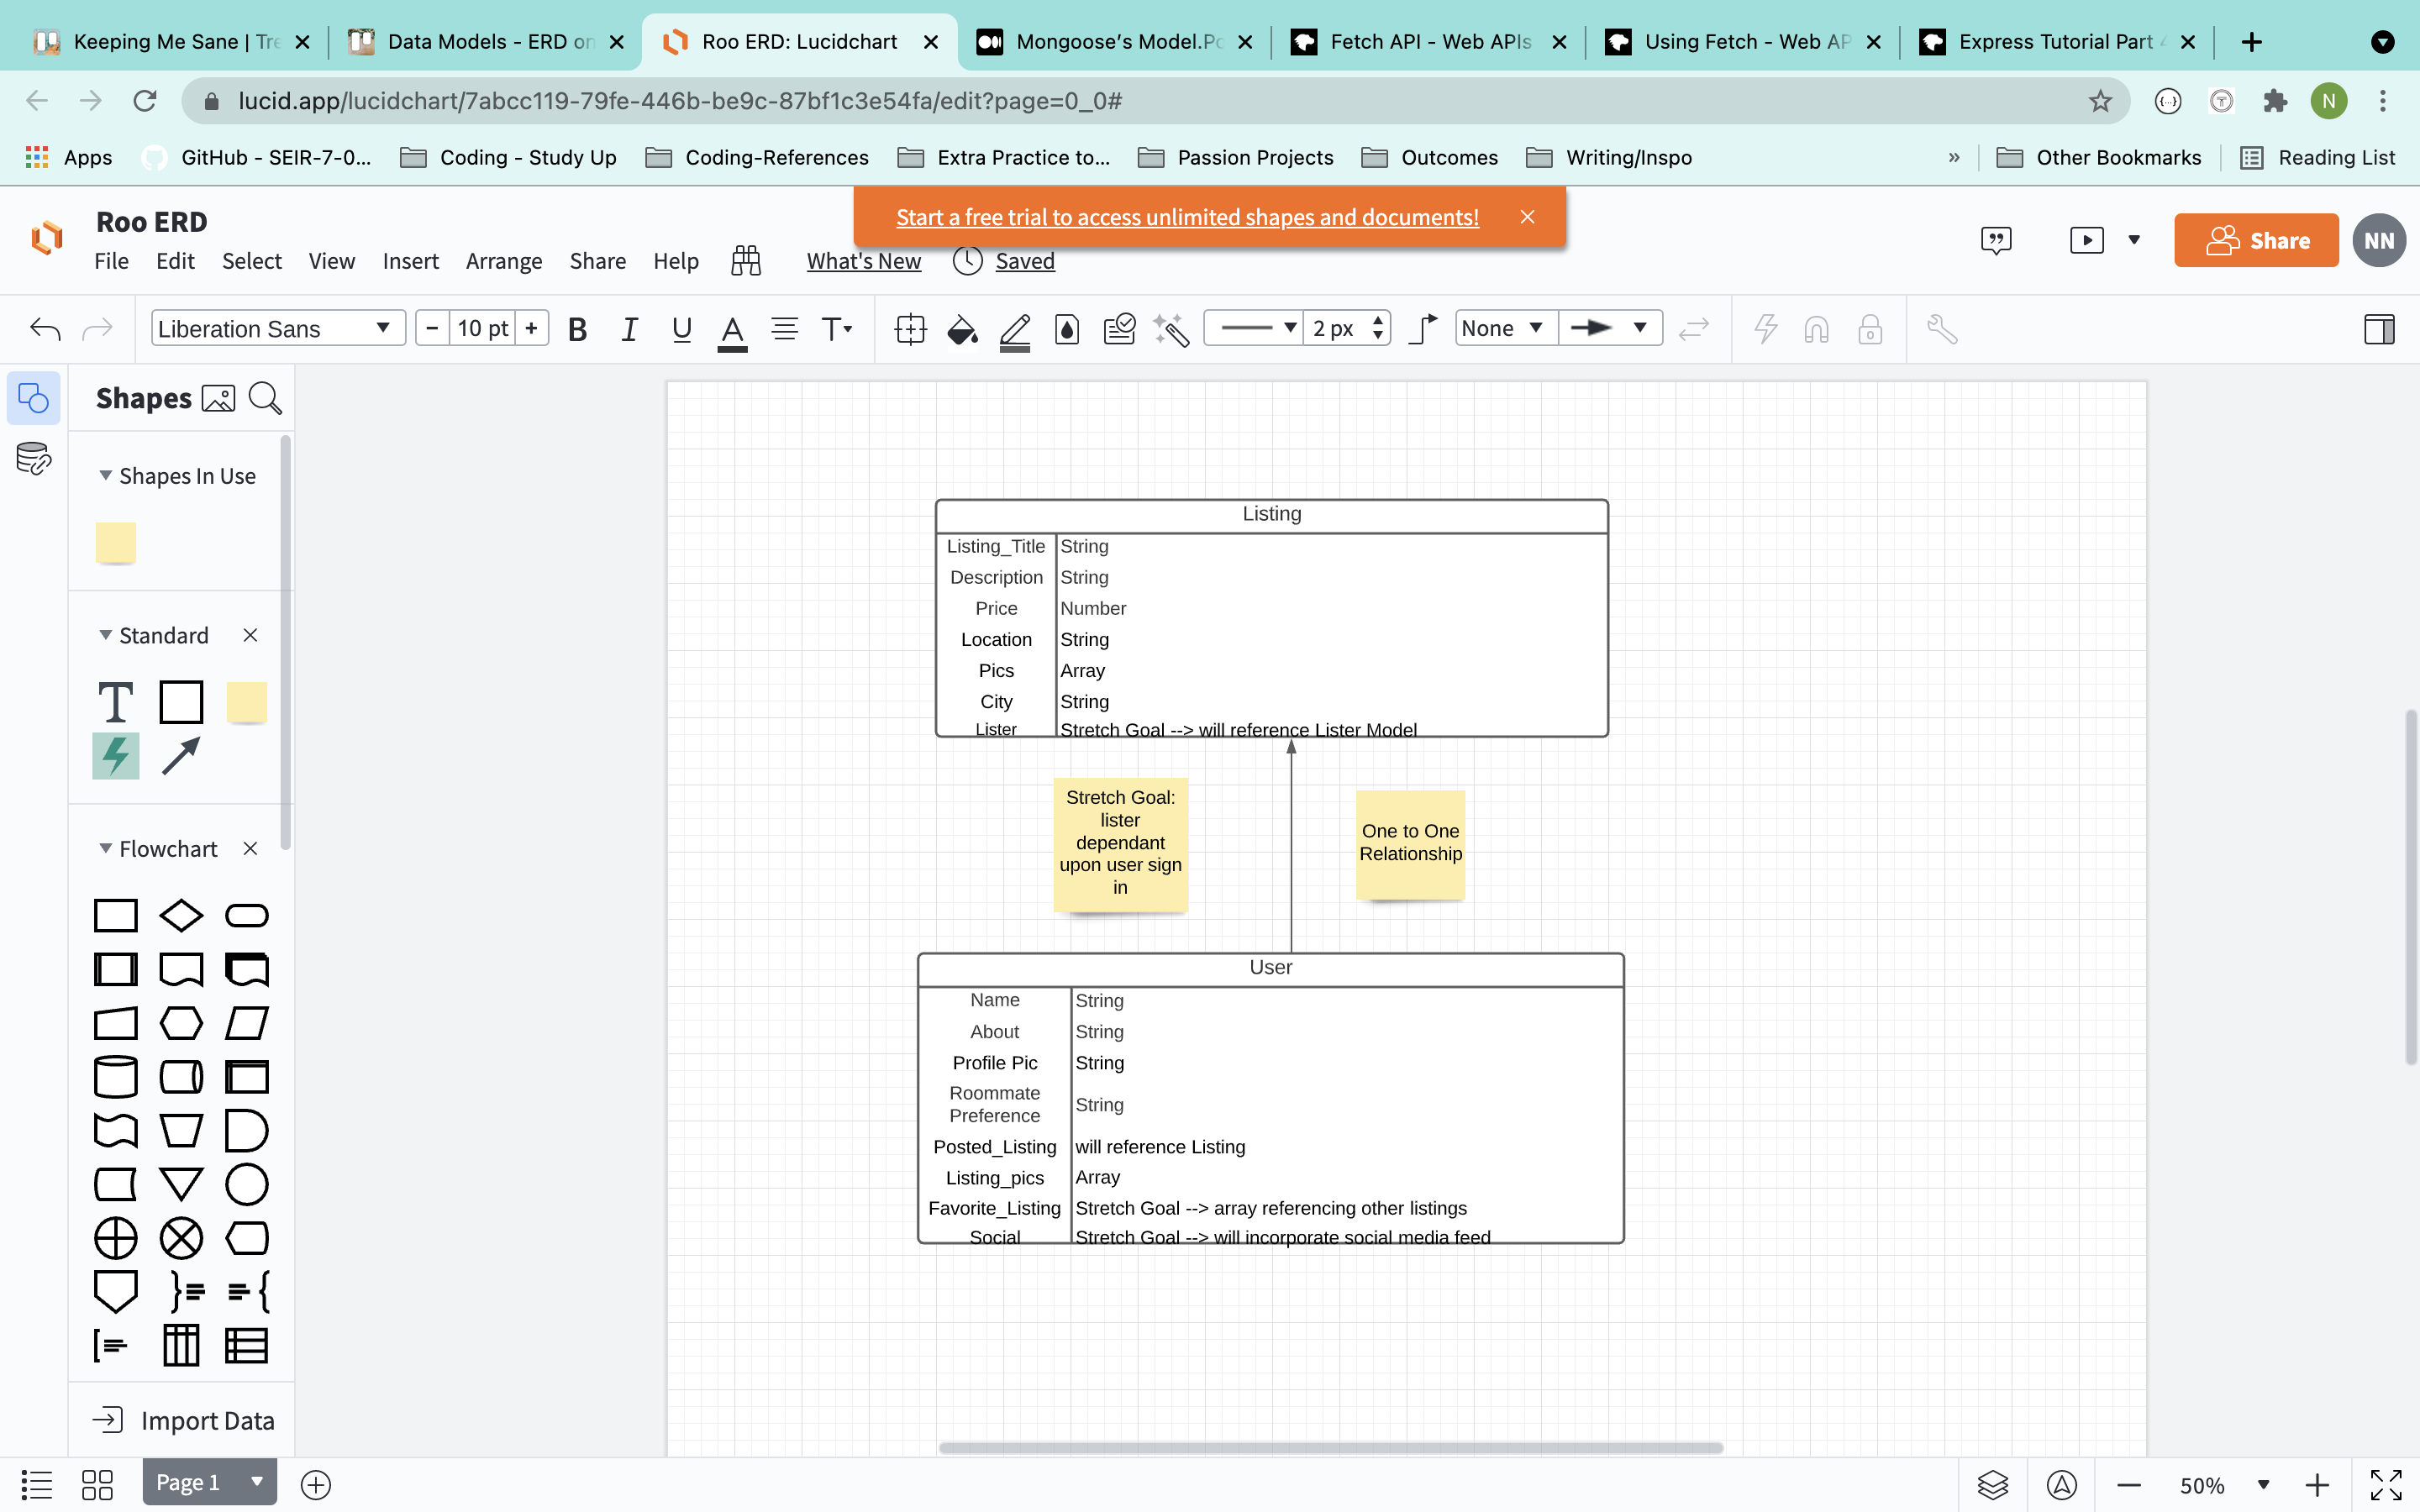 Keeping Me Sane | Tre
Data Models - ERD on
Roo ERD: Lucidchart
Mongoose's Model.Po
Fetch API - Web APIs
Using Fetch - Web AP
Express Tutorial Part 4
lucid.app/lucidchart/7abcc119-79fe-446b-be9c-87bf1c3e54fa/edit?page=0_0#
N
Apps
GitHub - SEIR-7-0...
Coding - Study Up
Coding-References
Extra Practice to...
Passion Projects
Outcomes
Writing/Inspo
»
Other Bookmarks
Reading List
Start a free trial to access unlimited shapes and documents!
Roo ERD
File
Edit
Select
View
Insert
Arrange
Share
Help
What's New
Saved
Share
NN
Liberation Sans
10 pt
B
I
U
A
T
2 px
None
Shapes
Shapes In Use
Standard
T
Flowchart
Import Data
Listing
Listing_Title String
Description String
Price Number
Location String
Pics Array
City String
Lister Stretch Goal --> will reference Lister Model
Stretch Goal:
lister
dependant
upon user sign
in
One to One
Relationship
User
Name String
About String
Profile Pic String
Roommate
Preference String
Posted_Listing will reference Listing
Listing_pics Array
Favorite_Listing Stretch Goal --> array referencing other listings
Social Stretch Goal --> will incorporate social media feed
Page 1
50%